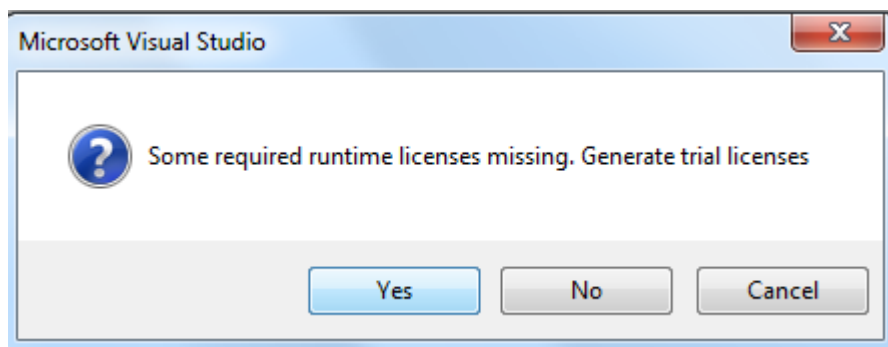 Microsoft Visual Studio
Some required runtime licenses missing. Generate trial licenses
Yes No Cancel